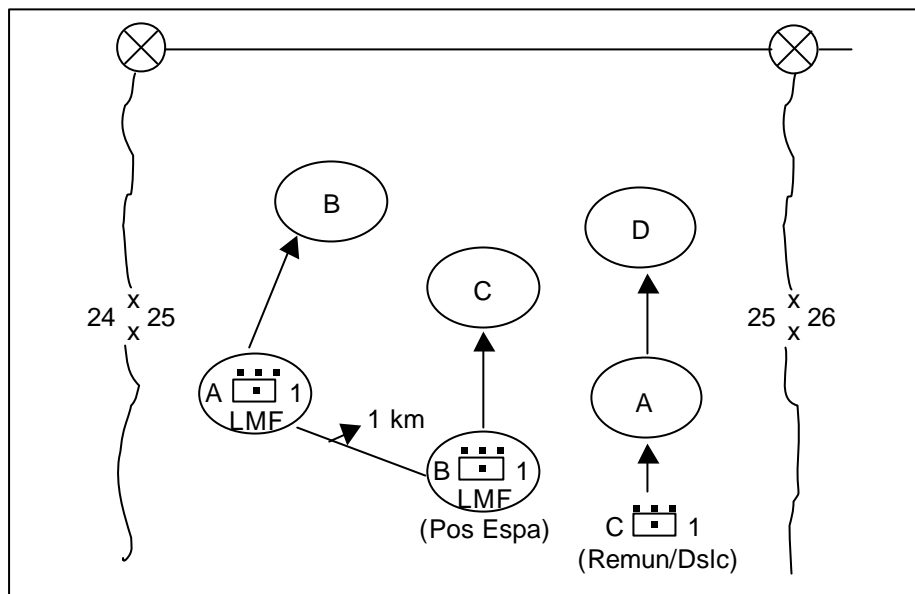 B
D
C
24 x x 25
25 x x 26
A 1
LMF
1 km
A
B 1
LMF
(Pos Espa)
C 1
(Remun/Dslc)